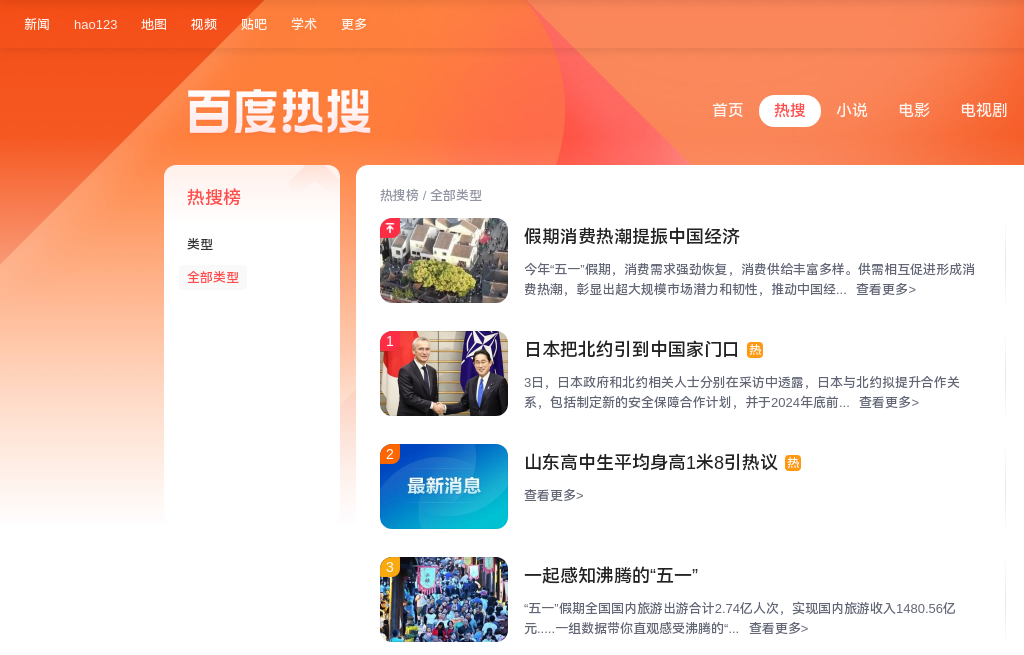 新闻 hao123 地图 视频 贴吧 学术 更多
百度热搜
首页 热搜 小说 电影 电视剧
热搜榜
类型
全部类型
热搜榜 / 全部类型
假期消费热潮提振中国经济
今年“五一”假期，消费需求强劲恢复，消费供给丰富多样。供需相互促进形成消
费热潮，彰显出超大规模市场潜力和韧性，推动中国经... 查看更多>
1
日本把北约引到中国家门口 热
3日，日本政府和北约相关人士分别在采访中透露，日本与北约拟提升合作关
系，包括制定新的安全保障合作计划，并于2024年底前... 查看更多>
2
最新消息
山东高中生平均身高1米8引热议 热
查看更多>
3
一起感知沸腾的“五一”
“五一”假期全国国内旅游出游合计2.74亿人次，实现国内旅游收入1480.56亿
元.....一组数据带你直观感受沸腾的“... 查看更多>